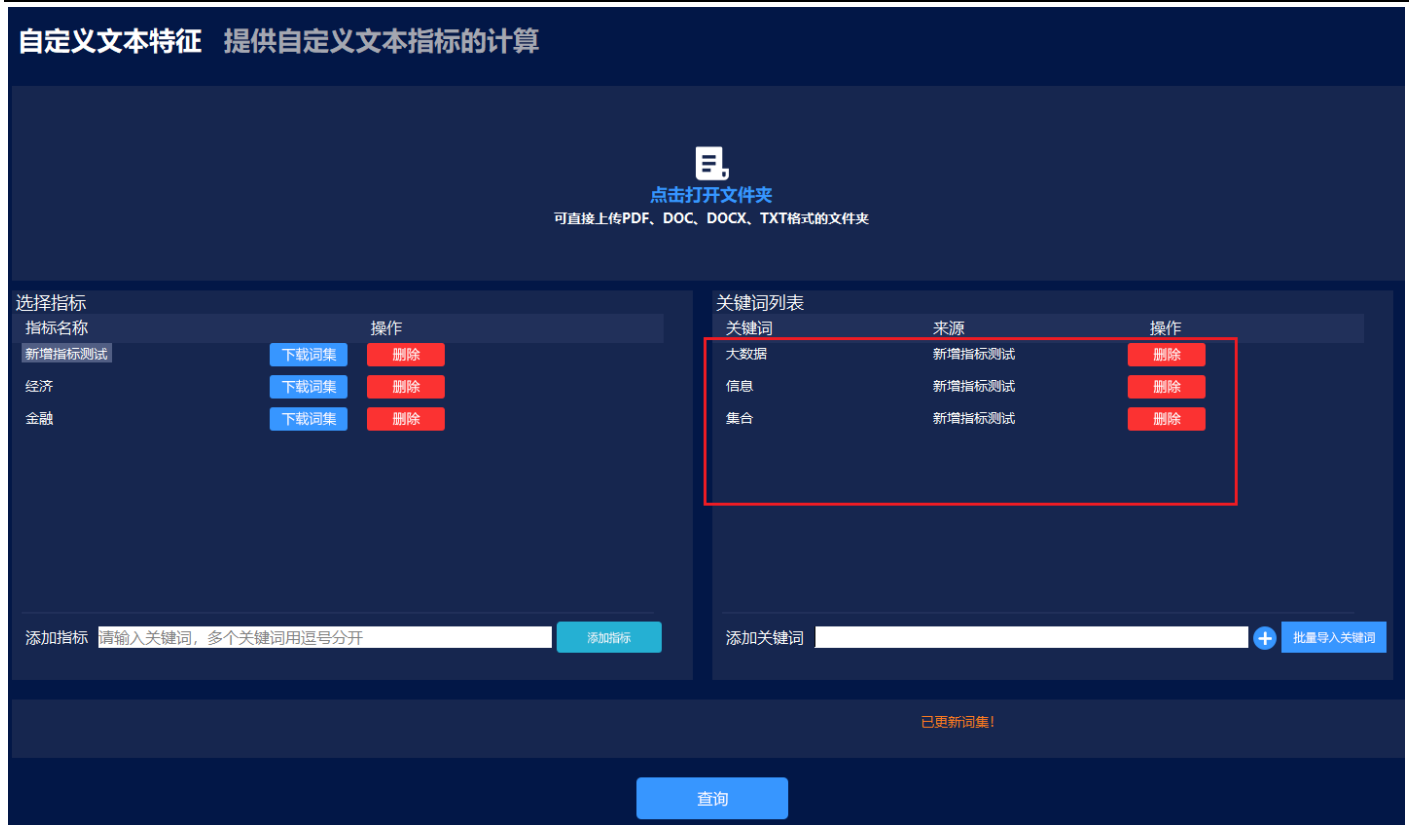 自定义文本特征 提供自定义文本指标的计算
点击打开文件夹
可直接上传PDF、DOC、DOCX、TXT格式的文件夹
选择指标
指标名称 操作
新增指标测试 下载词集 删除
经济 下载词集 删除
金融 下载词集 删除
添加指标 请输入关键词，多个关键词用逗号分开 添加指标
关键词列表
关键词 来源 操作
大数据 新增指标测试 删除
信息 新增指标测试 删除
集合 新增指标测试 删除
添加关键词 批量导入关键词
已更新词集！
查询